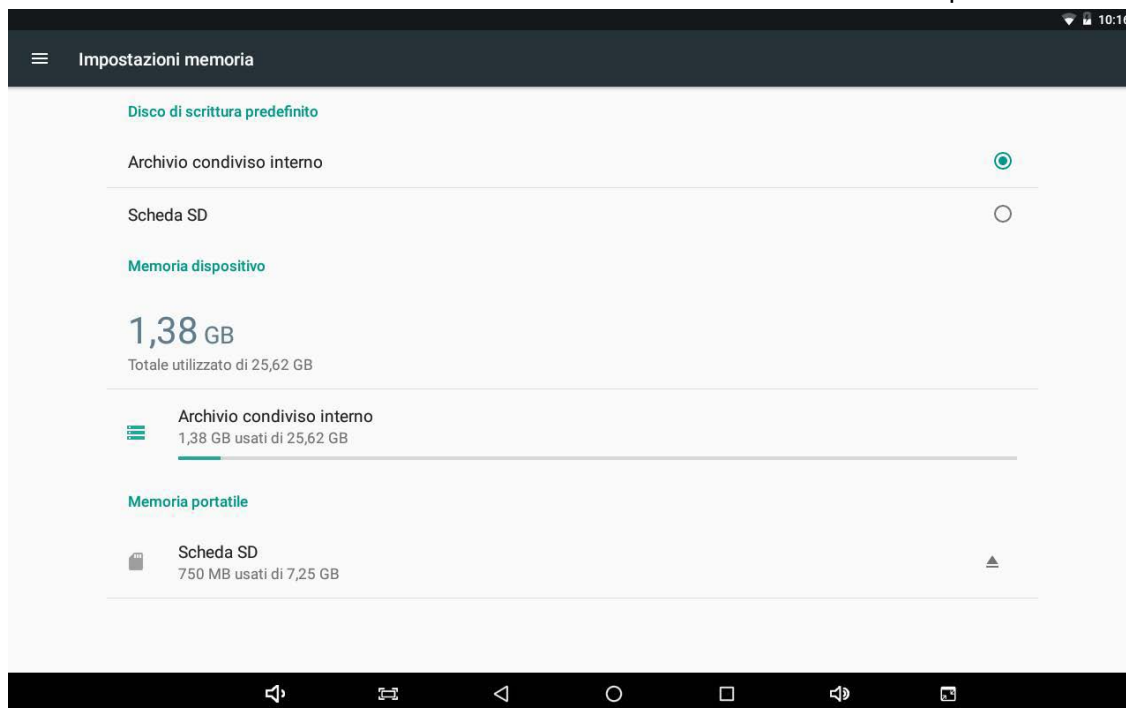 10:16
Impostazioni memoria
Disco di scrittura predefinito
Archivio condiviso interno
Scheda SD
Memoria dispositivo
1,38 GB
Totale utilizzato di 25,62 GB
Archivio condiviso interno
1,38 GB usati di 25,62 GB
Memoria portatile
Scheda SD
750 MB usati di 7,25 GB